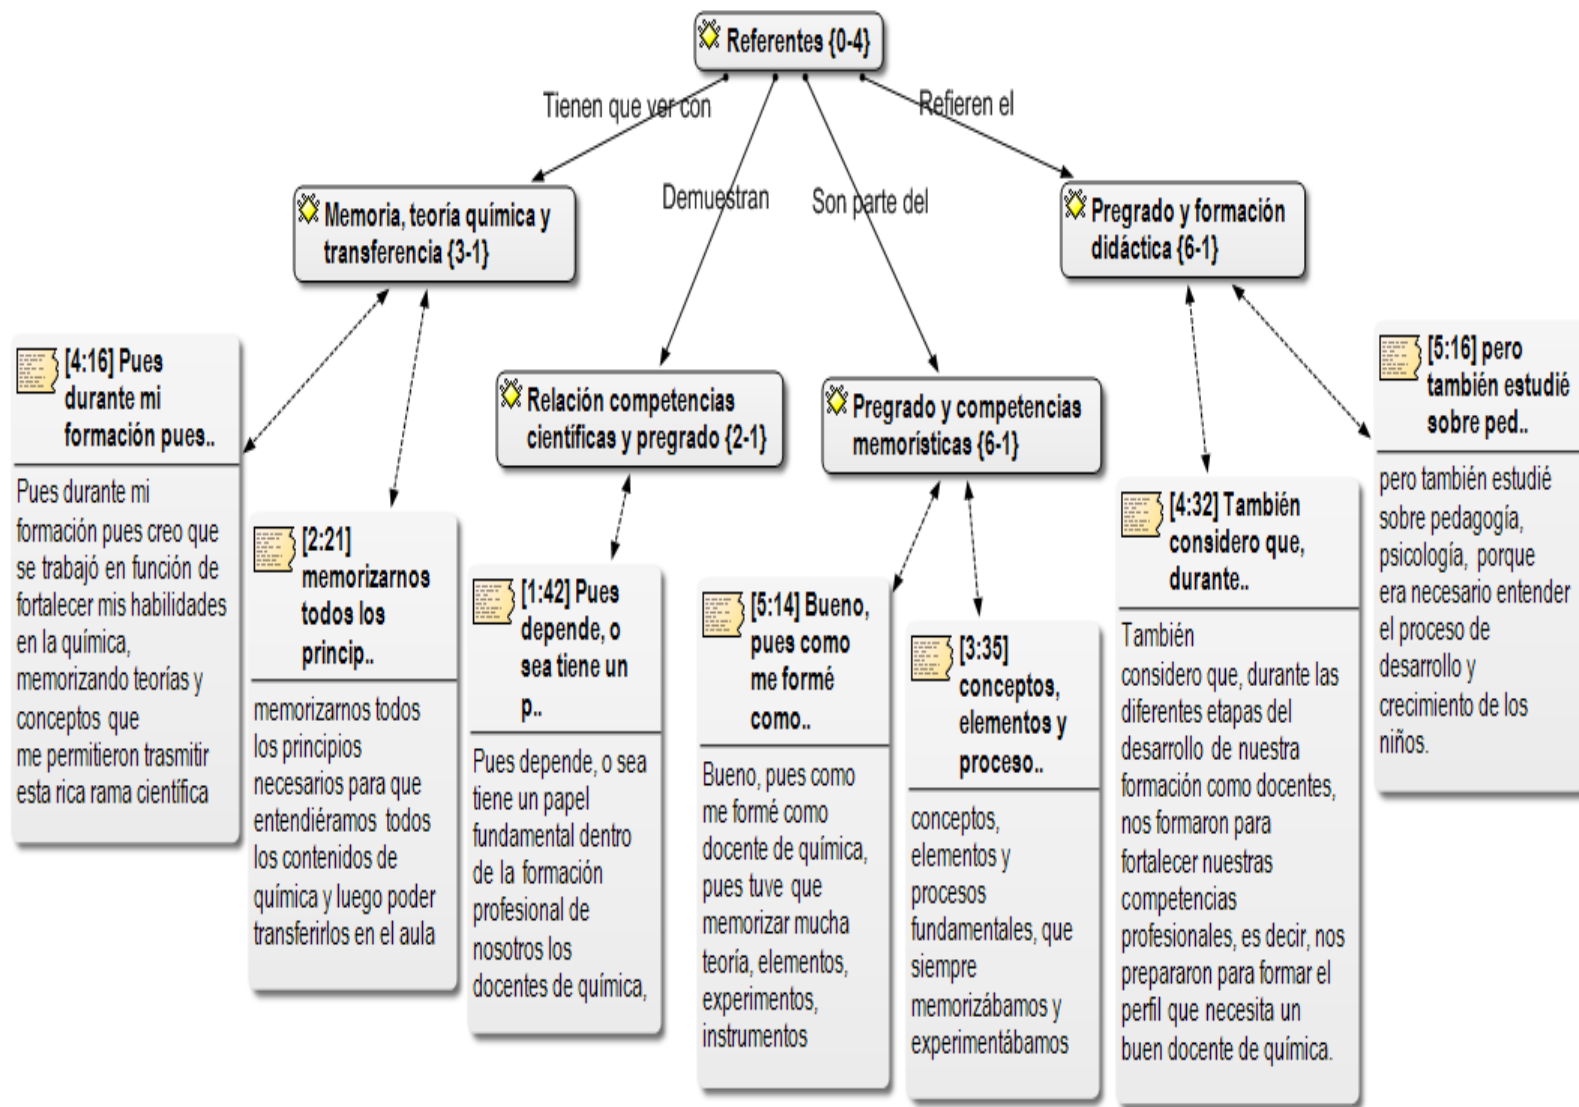 Referentes {0-4}
Tienen que ver con
Refieren el
Demuestran
Son parte del
Memoria, teoría química y
transferencia {3-1}
Pregrado y formación
didáctica {6-1}
Relación competencias
científicas y pregrado {2-1}
Pregrado y competencias
memorísticas {6-1}
[4:16] Pues
durante mi
formación pues..
Pues durante mi
formación pues creo que
se trabajó en función de
fortalecer mis habilidades
en la química,
memorizando teorías y
conceptos que
me permitieron trasmitir
esta rica rama científica
[2:21]
memorizarnos
todos los
princip..
memorizarnos todos
los principios
necesarios para que
entendiéramos todos
los contenidos de
química y luego poder
transferirlos en el aula
[1:42] Pues
depende, o
sea tiene un
p..
Pues depende, o sea
tiene un papel
fundamental dentro
de la formación
profesional de
nosotros los
docentes de química,
[5:14] Bueno,
pues como
me formé
como..
Bueno, pues como
me formé como
docente de química,
pues tuve que
memorizar mucha
teoría, elementos,
experimentos,
instrumentos
[3:35]
conceptos,
elementos y
proceso..
conceptos,
elementos y
procesos
fundamentales, que
siempre
memorizábamos y
experimentábamos
[4:32] También
considero que,
durante..
También
considero que, durante las
diferentes etapas del
desarrollo de nuestra
formación como docentes,
nos formaron para
fortalecer nuestras
competencias
profesionales, es decir, nos
prepararon para formar el
perfil que necesita un
buen docente de química.
[5:16] pero
también estudié
sobre ped..
pero también estudié
sobre pedagogía,
psicología, porque
era necesario entender
el proceso de
desarrollo y
crecimiento de los
niños.